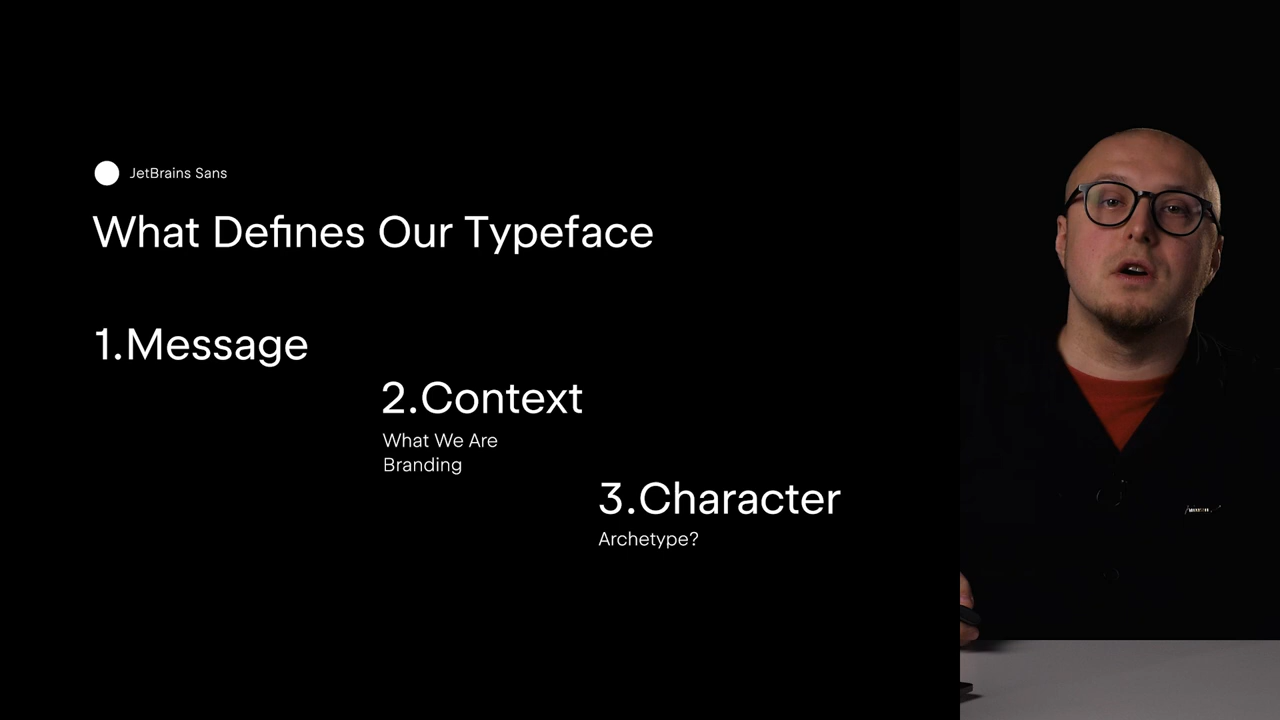 JetBrains Sans
What Defines Our Typeface
1.Message
2.Context
What We Are
Branding
3.Character
Archetype?